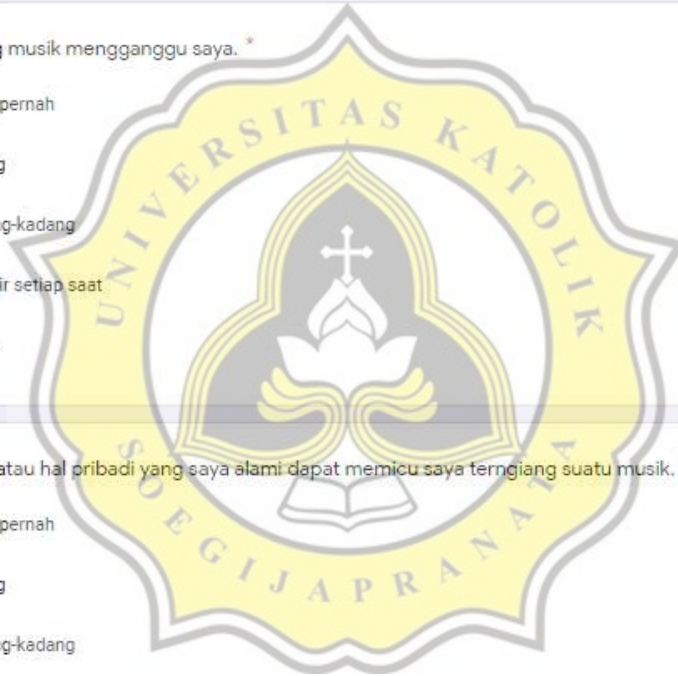 g musik mengganggu saya. *
pernah
g
g-kadang
ir setiap saat
atau hal pribadi yang saya alami dapat memicu saya terngiang suatu musik.
pernah
g
g-kadang
UNIVERSITAS KATOLIK
SOEGIJAPRANATA